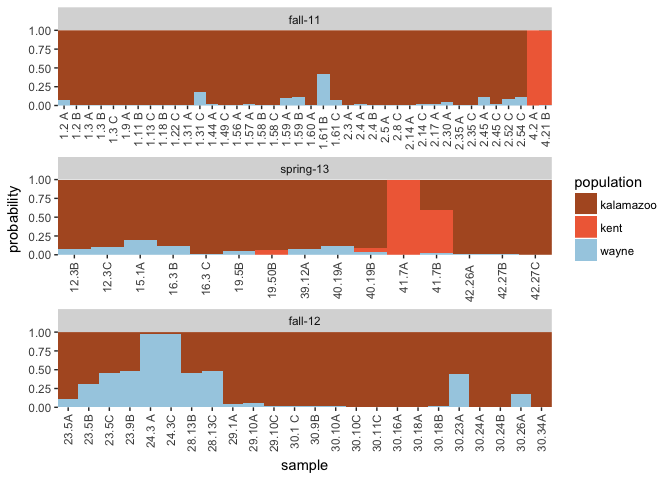 fall-11
1.00
0.75
0.50
0.25
0.00
1.2 A
1.2 B
1.3 A
1.3 B
1.3 C
1.9 A
1.11 B
1.13 C
1.18 B
1.22 C
1.31 A
1.31 C
1.44 A
1.49 C
1.56 A
1.57 A
1.58 B
1.58 C
1.59 A
1.59 B
1.60 A
1.61 B
1.61 C
2.3 A
2.4 A
2.4 B
2.5 A
2.8 C
2.14 A
2.14 C
2.17 A
2.30 A
2.35 A
2.35 C
2.45 A
2.45 C
2.52 C
2.54 C
4.2 A
4.21 B
spring-13
1.00
0.75
0.50
0.25
0.00
12.3B
12.3C
15.1A
16.3 B
16.3 C
19.5B
19.50B
39.12A
40.19A
40.19B
41.7A
41.7B
42.26A
42.27B
42.27C
fall-12
1.00
0.75
0.50
0.25
0.00
23.5A
23.5B
23.5C
23.9B
24.3 A
24.3C
28.13B
28.13C
29.1A
29.10A
29.10C
30.1 C
30.9B
30.10A
30.10C
30.11C
30.16A
30.18A
30.18B
30.23A
30.24A
30.24B
30.26A
30.34A
sample
probability
population
kalamazoo
kent
wayne